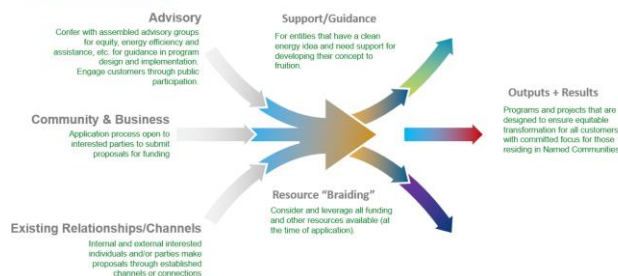 Advisory
Confer with assembled advisory groups
for equity, energy efficiency and
assistance, etc. for guidance in program
design and implementation.
Engage customers through public
participation.
Support/Guidance
For entities that have a clean
energy idea and need support for
developing their concept to
fruition.
Community & Business
Application process open to
interested parties to submit
proposals for funding
Outputs + Results
Programs and projects that are
designed to ensure equitable
transformation for all customers
with committed focus for those
residing in Named Communities
Existing Relationships/Channels
Internal and external interested
individuals and/or parties make
proposals through established
channels or connections
Resource “Braiding”
Consider and leverage all funding
and other resources available (at
the time of application).